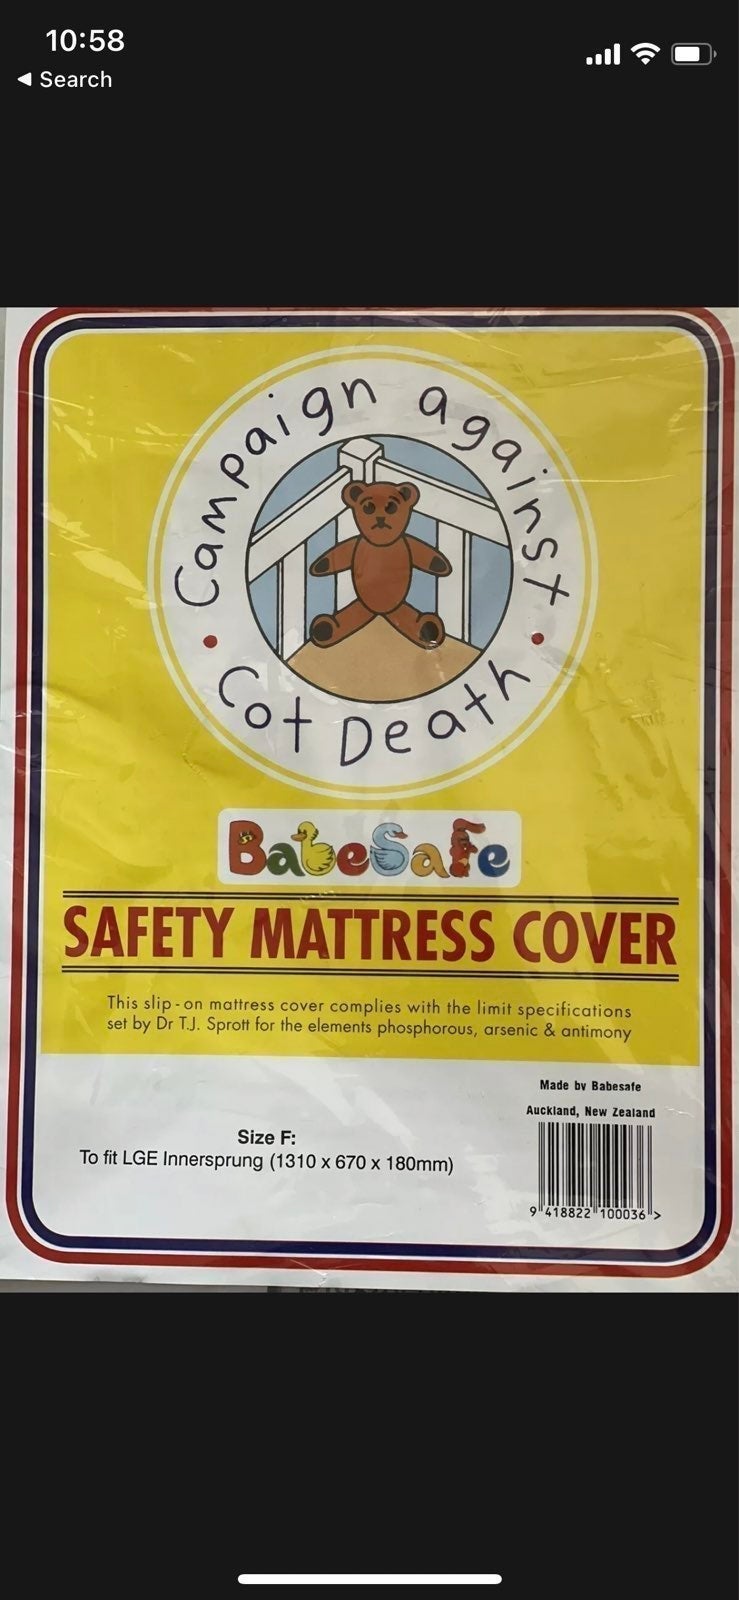 10:58
◀ Search
Campaign against
• Cot Death •
BabeSafe
SAFETY MATTRESS COVER
This slip - on mattress cover complies with the limit specifications
set by Dr T.J. Sprott for the elements phosphorous, arsenic & antimony
Made by Babesafe
Auckland, New Zealand
Size F:
To fit LGE Innersprung (1310 x 670 x 180mm)
9 418822 100036 >